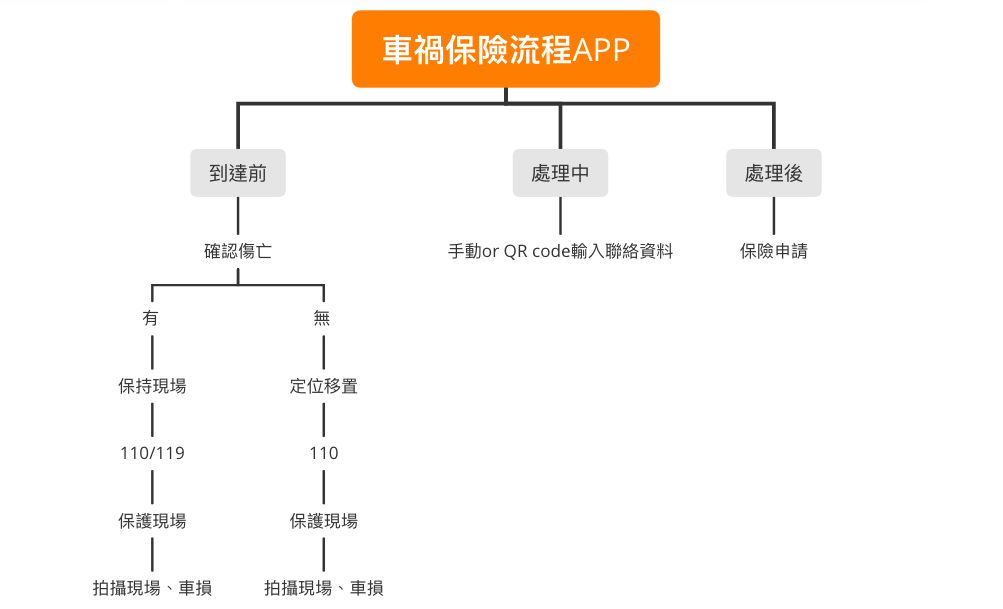 車禍保險流程APP
到達前
處理中
處理後
確認傷亡
手動or QR code輸入聯絡資料
保險申請
有
無
保持現場
定位移置
110/119
110
保護現場
保護現場
拍攝現場、車損
拍攝現場、車損